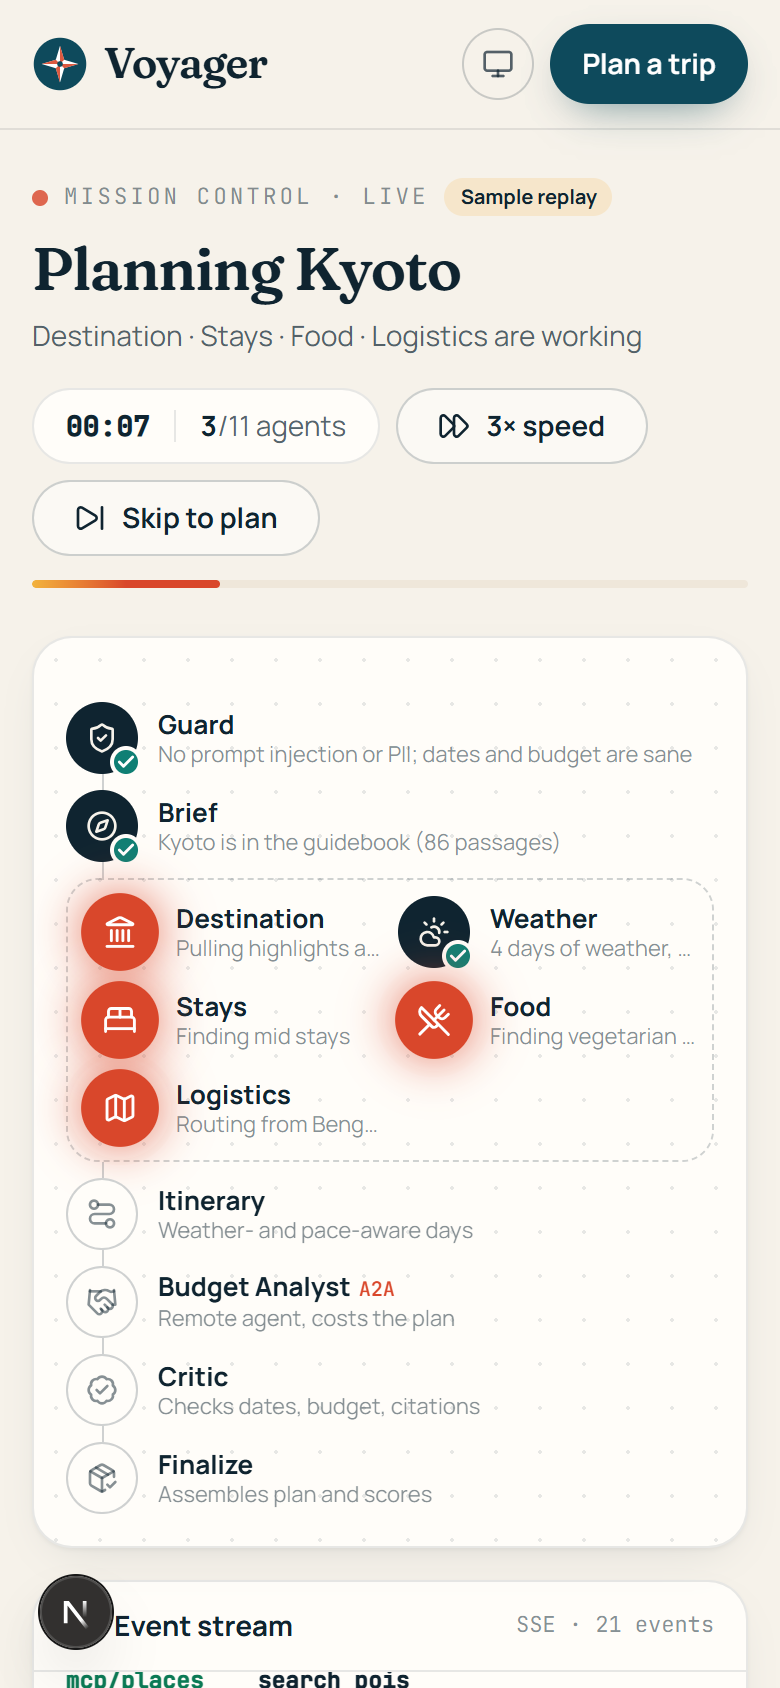 Voyager
Plan a trip
MISSION CONTROL · LIVE
Sample replay
Planning Kyoto
Destination · Stays · Food · Logistics are working
00:07
3/11 agents
3× speed
Skip to plan
Guard
No prompt injection or PII; dates and budget are sane
Brief
Kyoto is in the guidebook (86 passages)
Destination
Pulling highlights a…
Weather
4 days of weather, …
Stays
Finding mid stays
Food
Finding vegetarian …
Logistics
Routing from Beng…
Itinerary
Weather- and pace-aware days
Budget Analyst A2A
Remote agent, costs the plan
Critic
Checks dates, budget, citations
Finalize
Assembles plan and scores
N
Event stream
SSE · 21 events
mcp/places search_pois